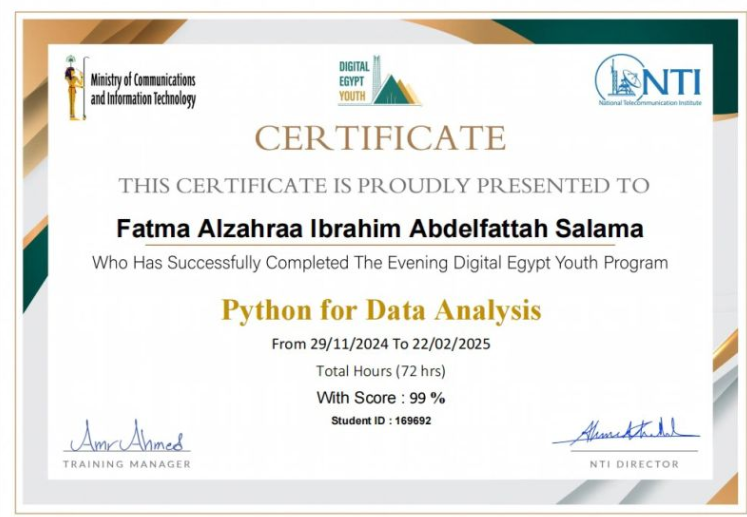 Ministry of Communications
and Information Technology
DIGITAL
EGYPT
YOUTH
NTI
National Telecommunication Institute
CERTIFICATE
THIS CERTIFICATE IS PROUDLY PRESENTED TO
Fatma Alzahraa Ibrahim Abdelfattah Salama
Who Has Successfully Completed The Evening Digital Egypt Youth Program
Python for Data Analysis
From 29/11/2024 To 22/02/2025
Total Hours (72 hrs)
With Score : 99 %
Student ID : 169692
Amr Ahmed
TRAINING MANAGER
NTI DIRECTOR